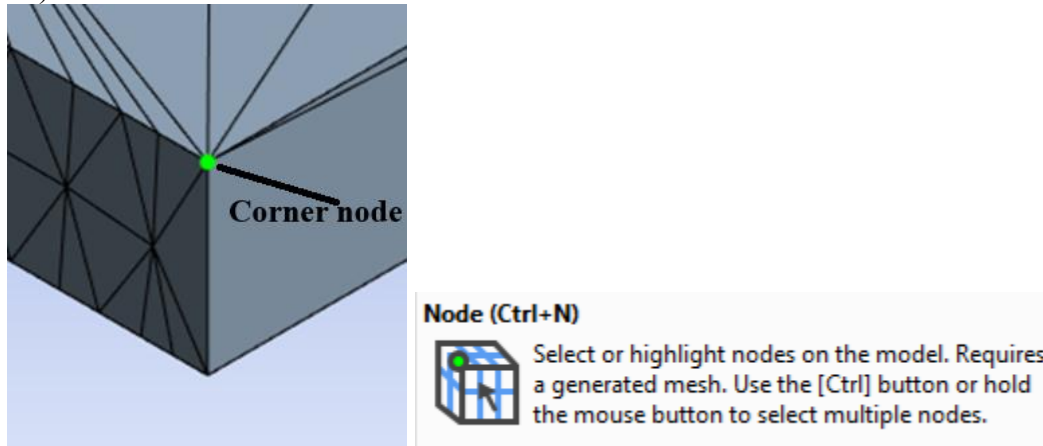 Corner node
Node (Ctrl+N)
Select or highlight nodes on the model. Requires
a generated mesh. Use the [Ctrl] button or hold
the mouse button to select multiple nodes.